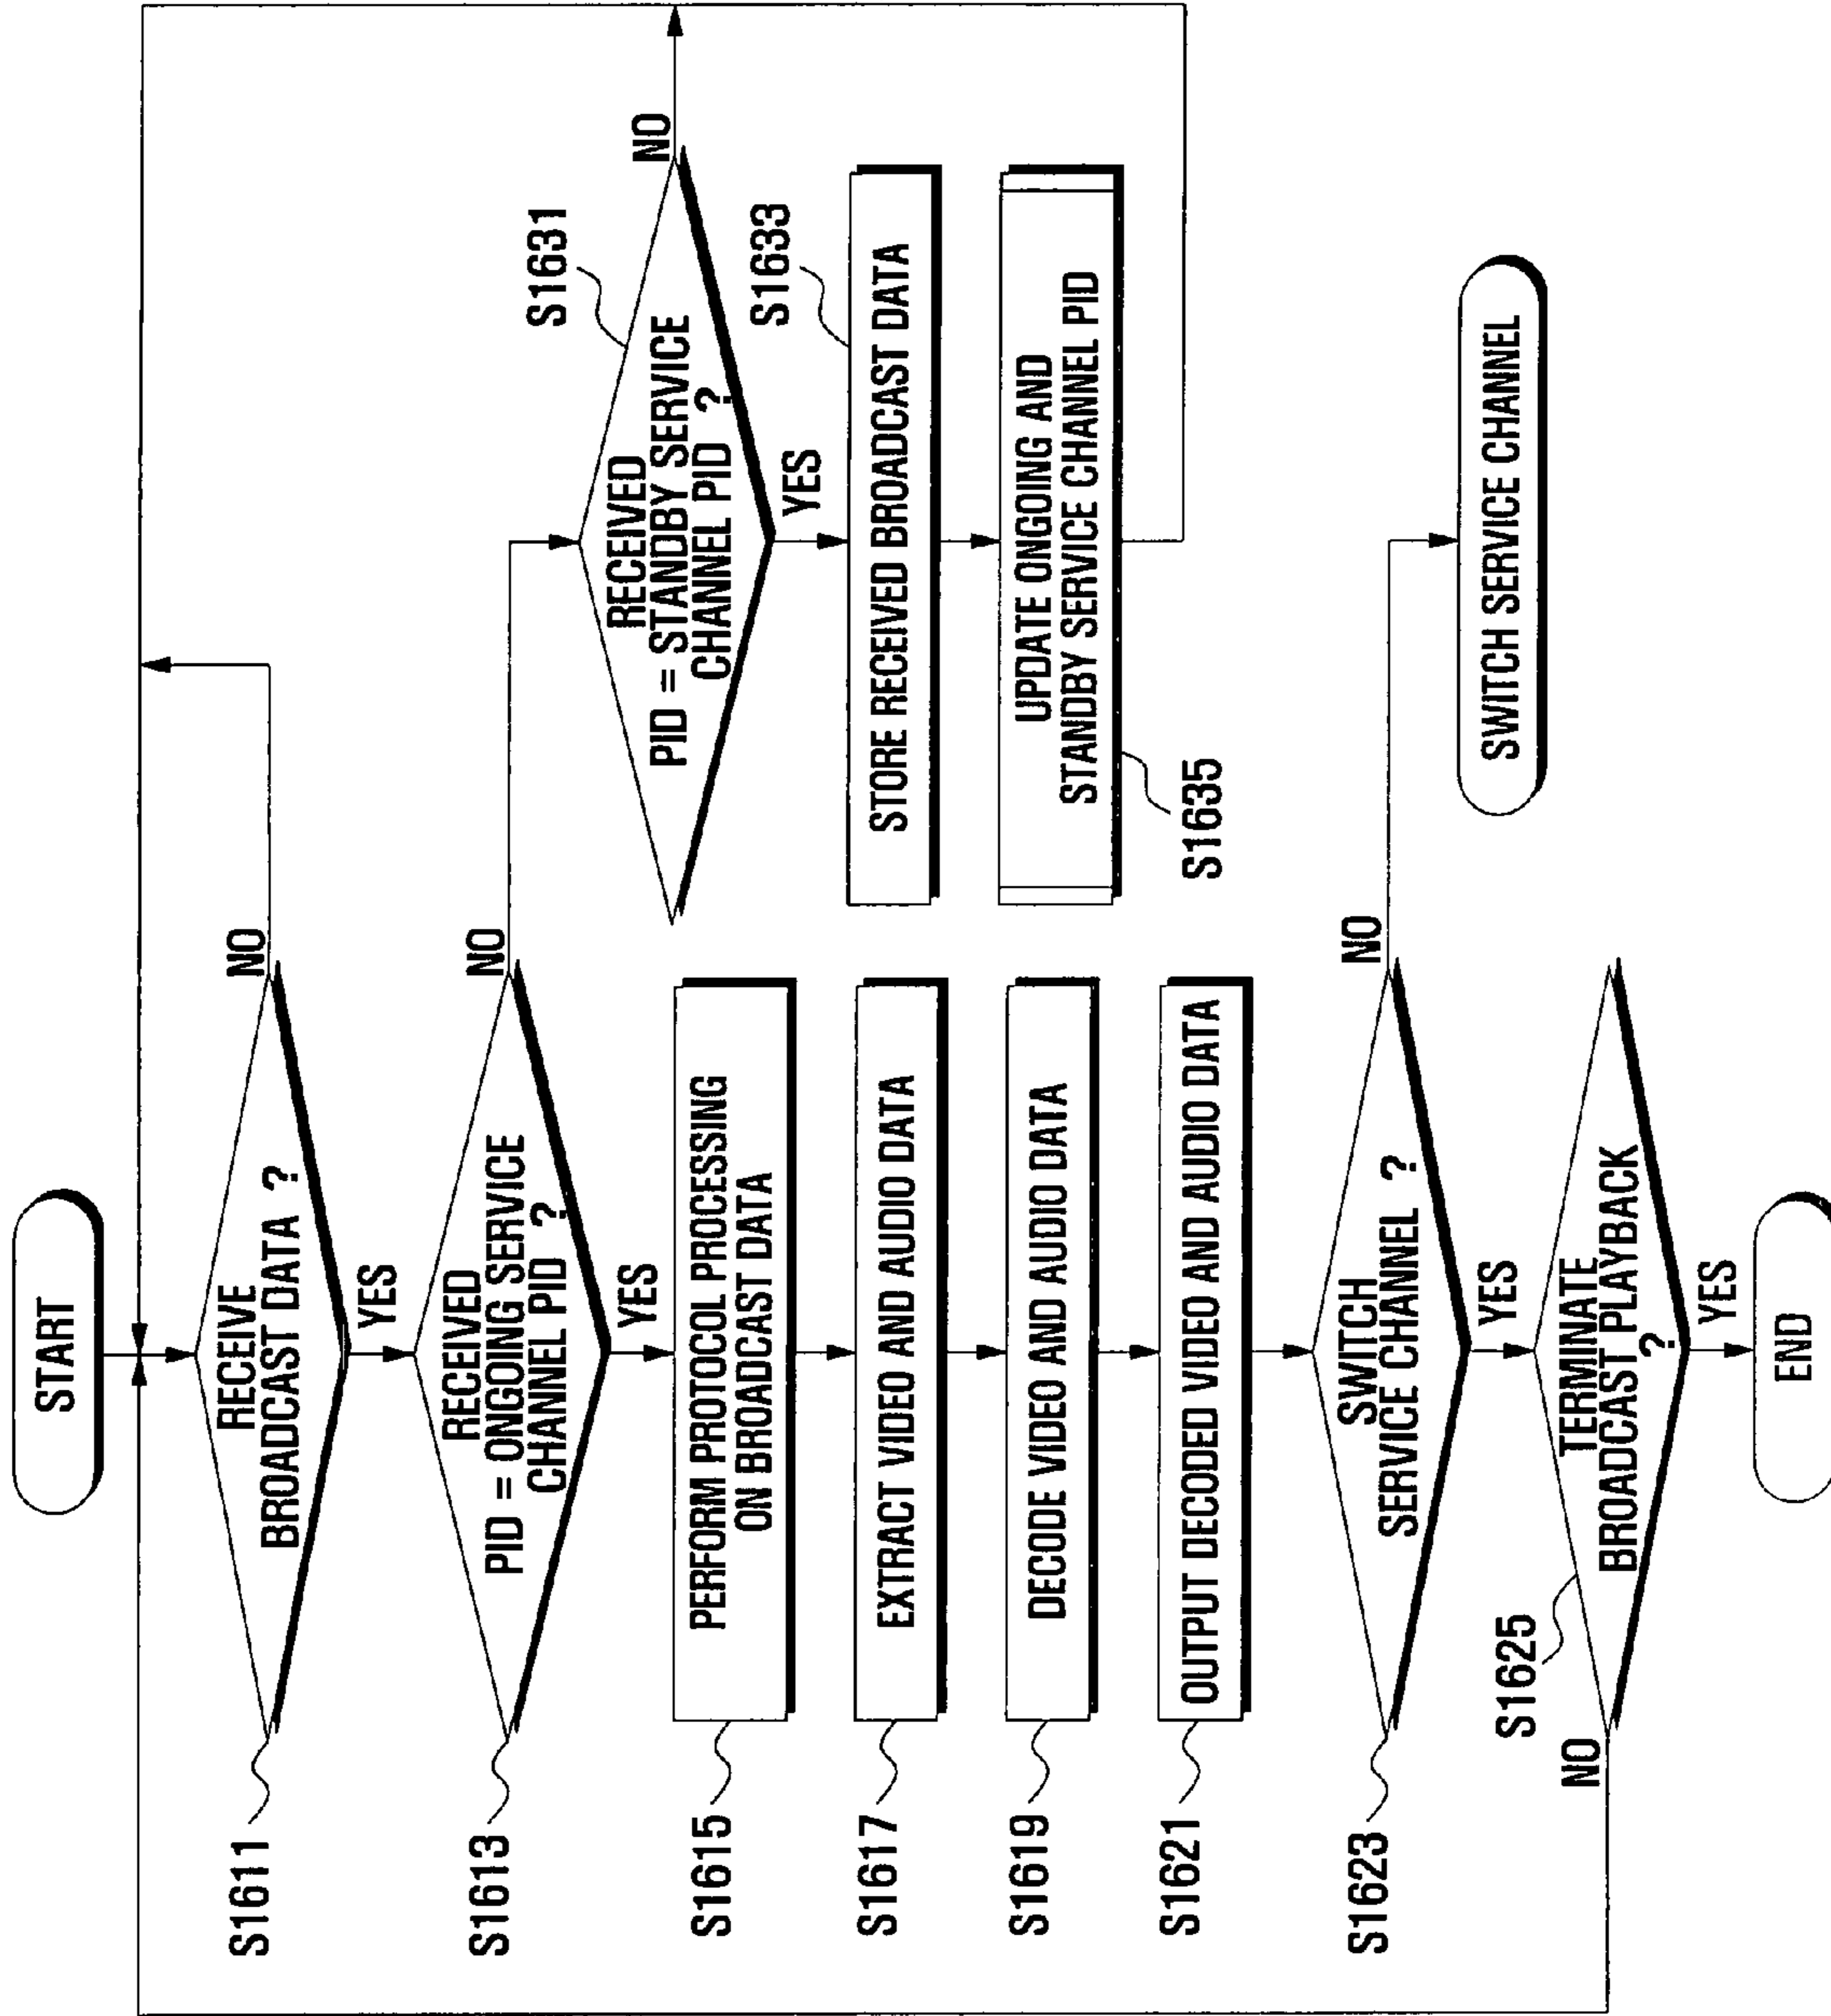 START
RECEIVE
BROADCAST DATA ?
NO
YES
S1611
RECEIVED
PID = ONGOING SERVICE
CHANNEL PID ?
NO
YES
S1613
PERFORM PROTOCOL PROCESSING
ON BROADCAST DATA
S1615
EXTRACT VIDEO AND AUDIO DATA
S1617
DECODE VIDEO AND AUDIO DATA
S1619
OUTPUT DECODED VIDEO AND AUDIO DATA
S1621
SWITCH
SERVICE CHANNEL ?
NO
YES
S1623
TERMINATE
BROADCAST PLAYBACK
?
NO
YES
S1625
END
RECEIVED
PID = STANDBY SERVICE
CHANNEL PID ?
NO
YES
S1631
STORE RECEIVED BROADCAST DATA
S1633
UPDATE ONGOING AND
STANDBY SERVICE CHANNEL PID
S1635
SWITCH SERVICE CHANNEL